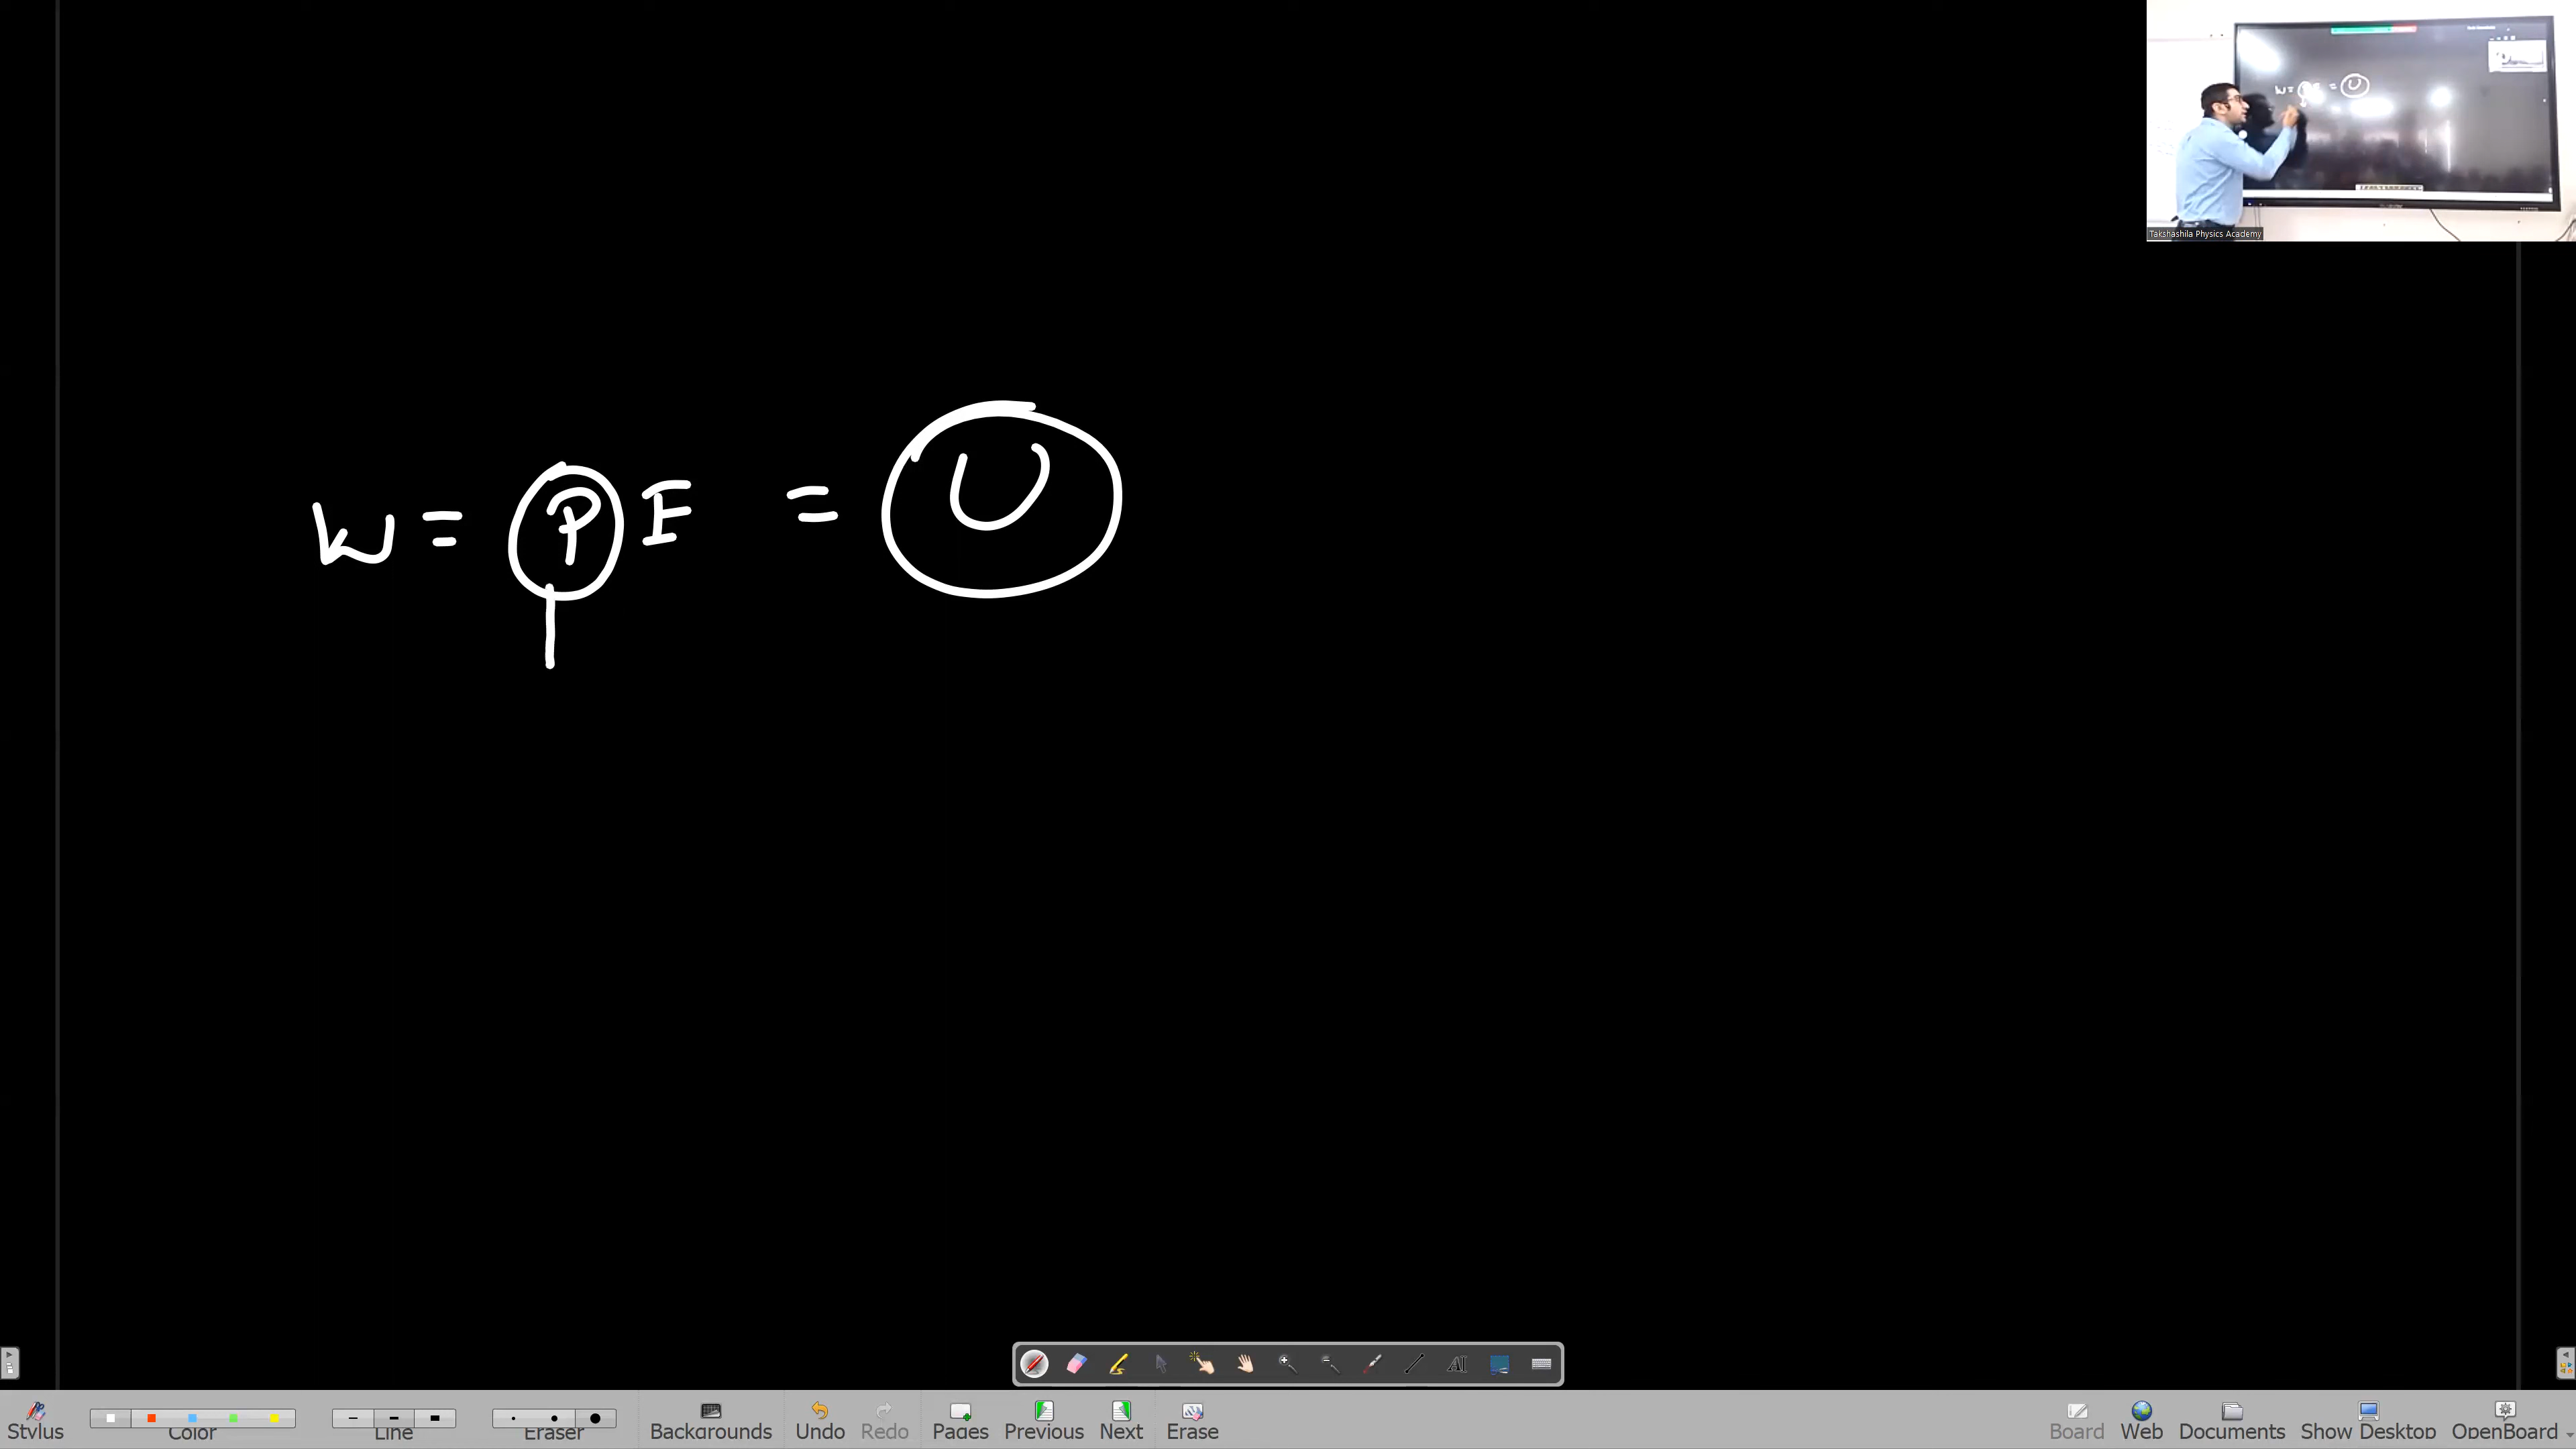 Takshashila Physics Academy
W = P E = U
Stylus Color Line Eraser Backgrounds Undo Redo Pages Previous Next Erase Board Web Documents Show Desktop OpenBoard